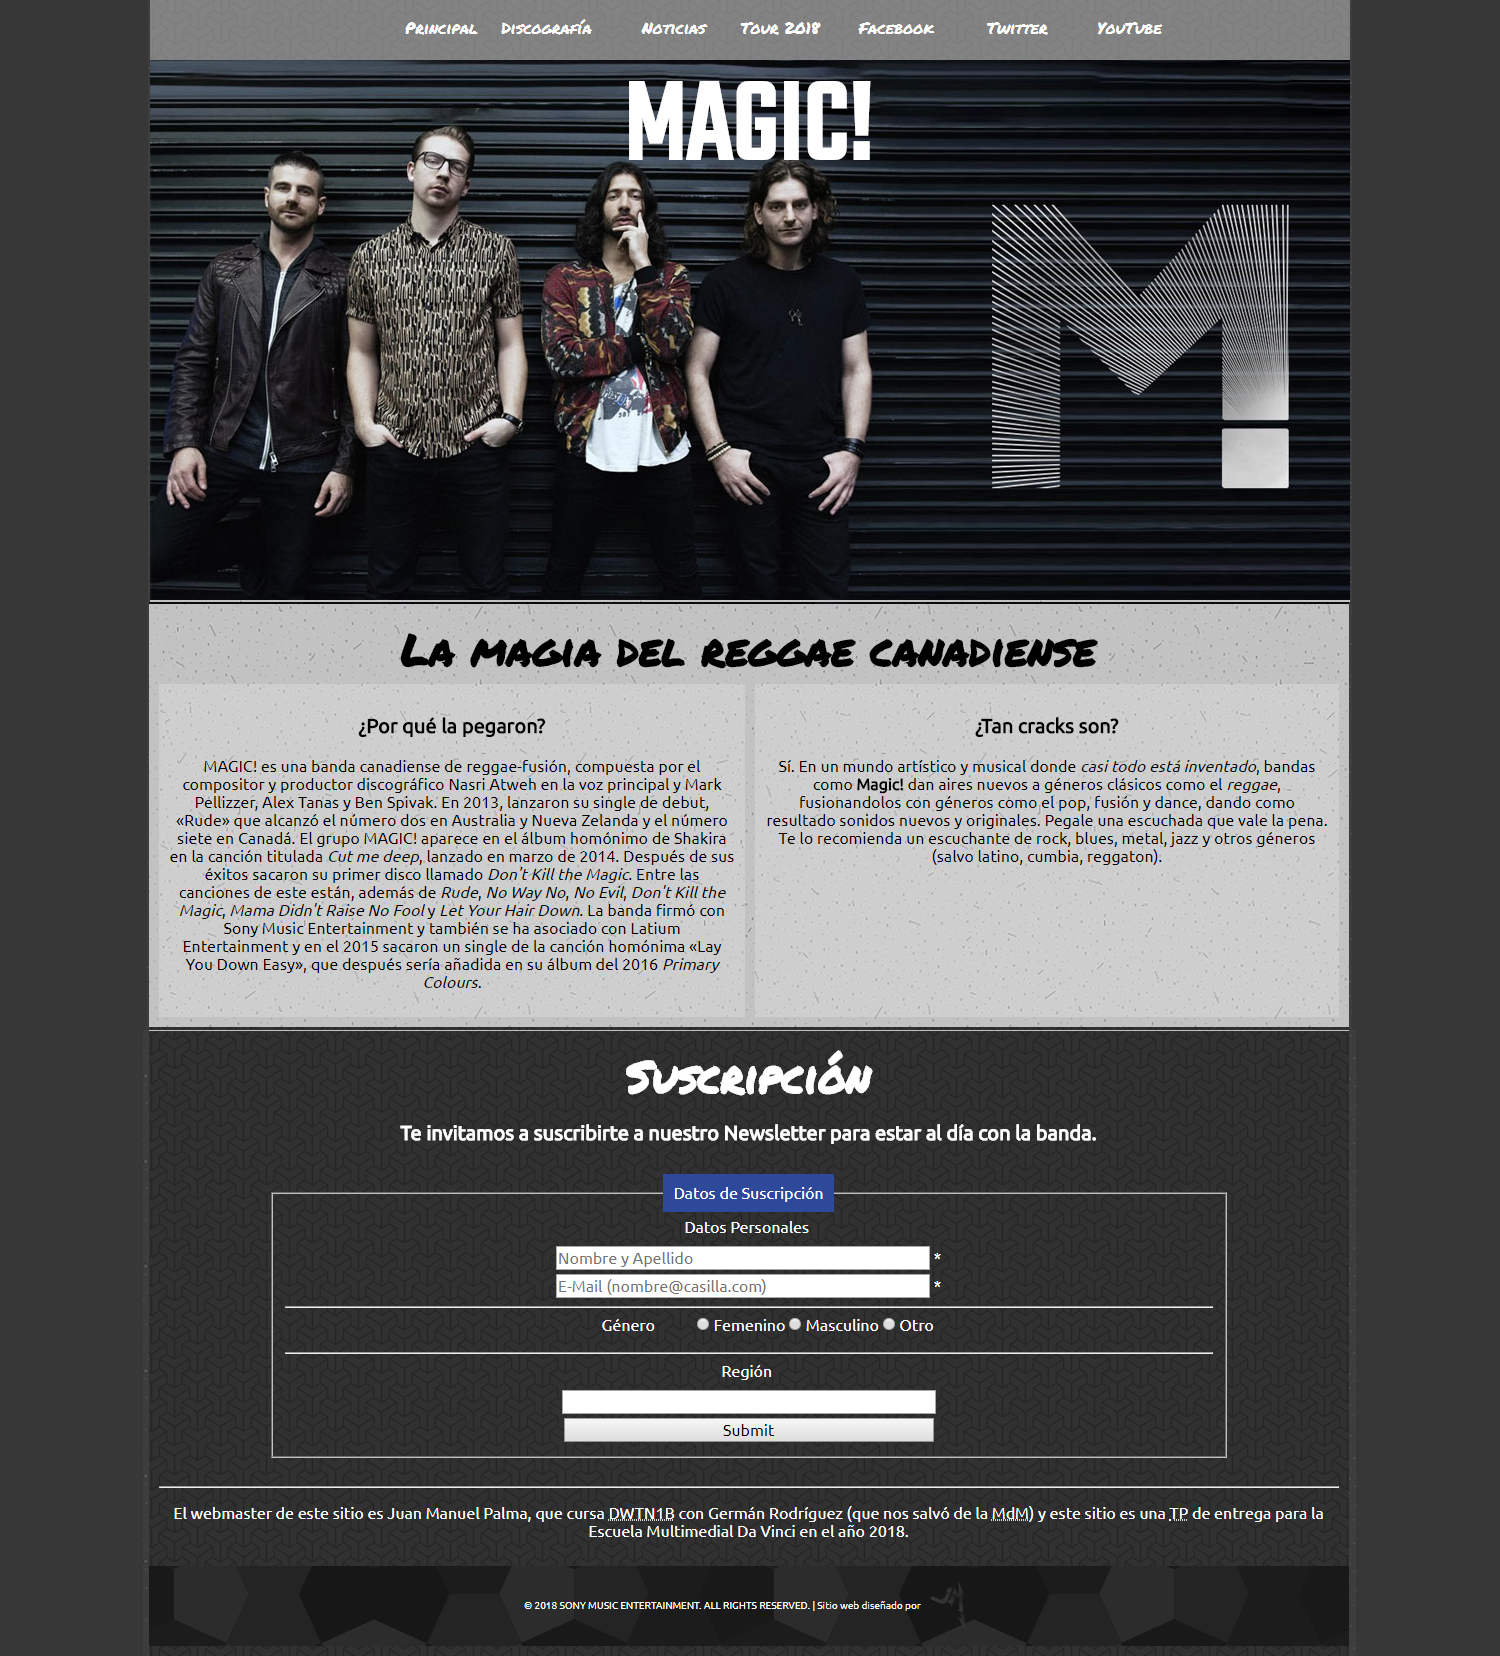 Principal Discografía Noticias Tour 2018 Facebook Twitter YouTube
MAGIC!
M
La magia del reggae canadiense
¿Por qué la pegaron?
MAGIC! es una banda canadiense de reggae-fusión, compuesta por el
compositor y productor discográfico Nasri Atweh en la voz principal y Mark
Pellizzer, Alex Tanas y Ben Spivak. En 2013, lanzaron su single de debut,
«Rude» que alcanzó el número dos en Australia y Nueva Zelanda y el número
siete en Canadá. El grupo MAGIC! aparece en el álbum homónimo de Shakira
en la canción titulada Cut me deep, lanzado en marzo de 2014. Después de sus
éxitos sacaron su primer disco llamado Don't Kill the Magic. Entre las
canciones de este están, además de Rude, No Way No, No Evil, Don't Kill the
Magic, Mama Didn't Raise No Fool y Let Your Hair Down. La banda firmó con
Sony Music Entertainment y también se ha asociado con Latium
Entertainment y en el 2015 sacaron un single de la canción homónima «Lay
You Down Easy», que después sería añadida en su álbum del 2016 Primary
Colours.
¿Tan cracks son?
Sí. En un mundo artístico y musical donde casi todo está inventado, bandas
como Magic! dan aires nuevos a géneros clásicos como el reggae,
fusionandolos con géneros como el pop, fusión y dance, dando como
resultado sonidos nuevos y originales. Pegale una escuchada que vale la pena.
Te lo recomienda un escuchante de rock, blues, metal, jazz y otros géneros
(salvo latino, cumbia, reggaton).
Suscripción
Te invitamos a suscribirte a nuestro Newsletter para estar al día con la banda.
Datos de Suscripción
Datos Personales
Nombre y Apellido *
E-Mail (nombre@casilla.com) *
Género Femenino Masculino Otro
Región
Submit
El webmaster de este sitio es Juan Manuel Palma, que cursa DWTN1B con Germán Rodríguez (que nos salvó de la MdM) y este sitio es una TP de entrega para la
Escuela Multimedial Da Vinci en el año 2018.
© 2018 SONY MUSIC ENTERTAINMENT. ALL RIGHTS RESERVED. | Sitio web diseñado por